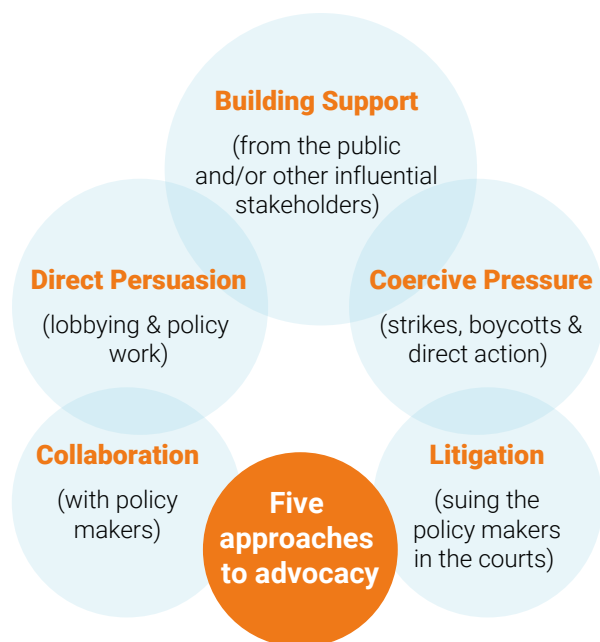 Building Support
(from the public
and/or other influential
stakeholders)
Direct Persuasion
(lobbying & policy
work)
Coercive Pressure
(strikes, boycotts &
direct action)
Collaboration
(with policy
makers)
Five
approaches
to advocacy
Litigation
(suing the
policy makers
in the courts)